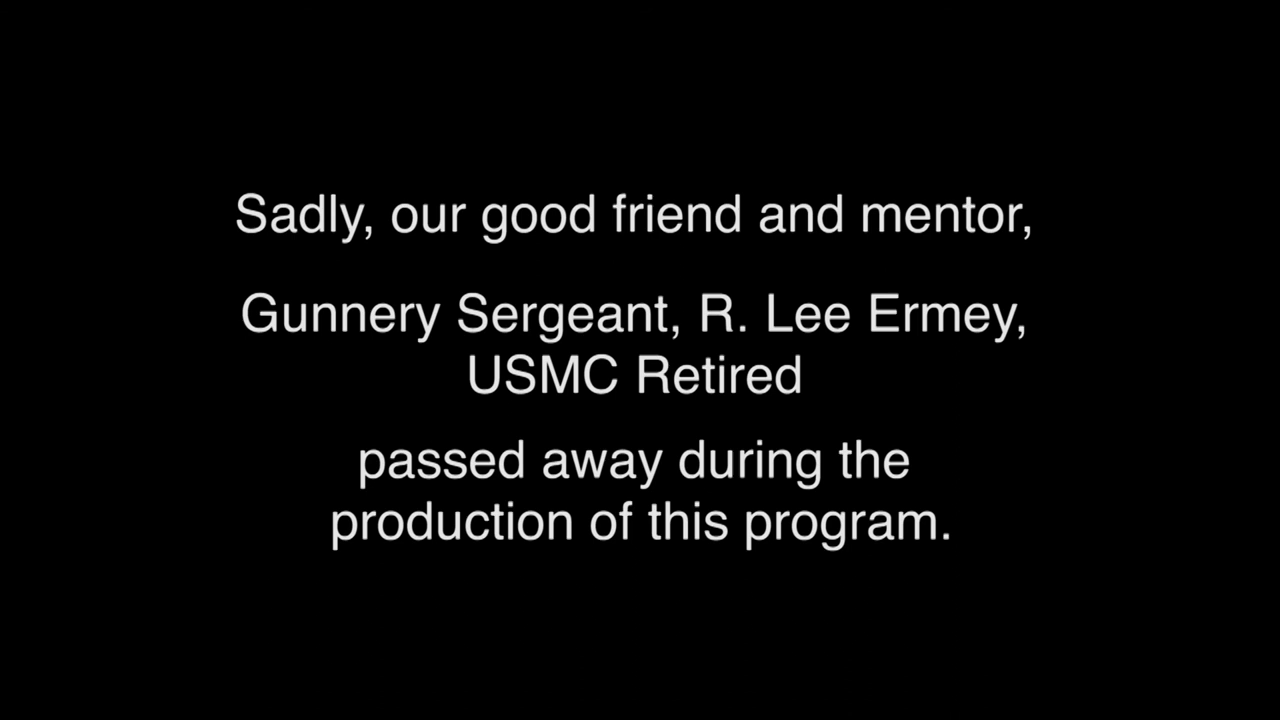 Sadly, our good friend and mentor,
Gunnery Sergeant, R. Lee Ermey,
USMC Retired
passed away during the
production of this program.